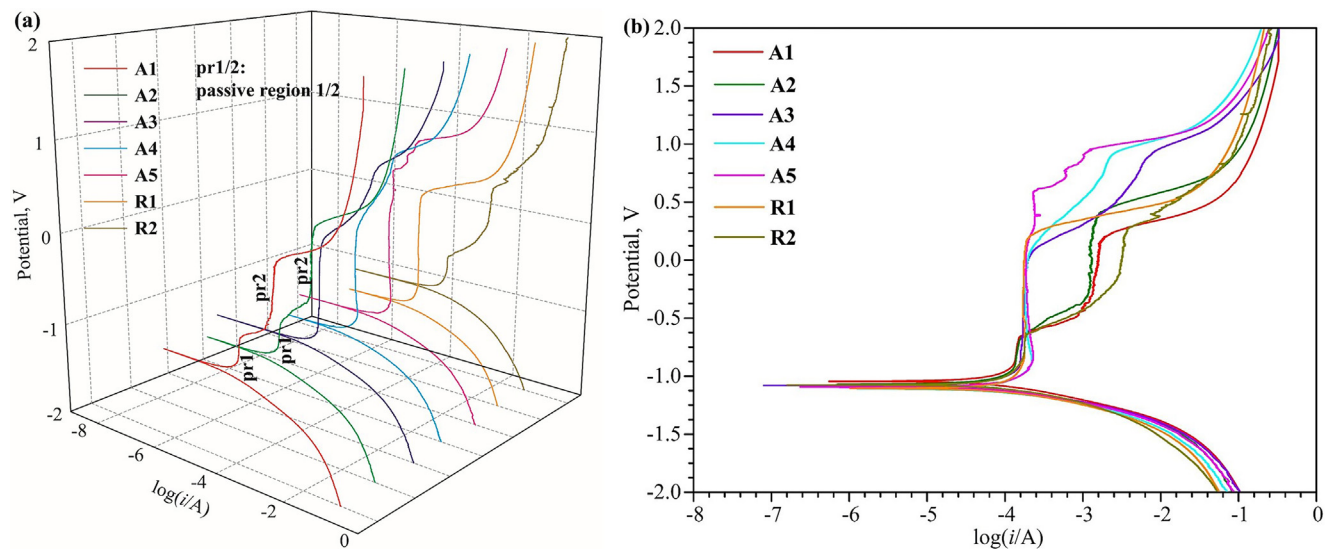 (a)
2
1
0
-1
-2
Potential, V
A1
A2
A3
A4
A5
R1
R2
pr1/2:
passive region 1/2
pr2
pr2
pr1
pr1
-8
-6
-4
-2
0
log(i/A)
(b)
2.0
1.5
1.0
0.5
0.0
-0.5
-1.0
-1.5
-2.0
Potential, V
A1
A2
A3
A4
A5
R1
R2
-8 -7 -6 -5 -4 -3 -2 -1 0
log(i/A)